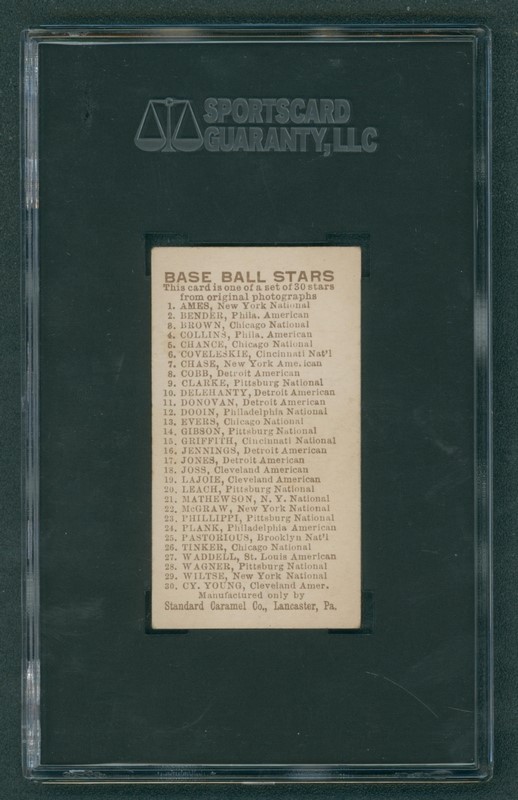 SPORTSCARD
GUARANTY, LLC
BASE BALL STARS
This card is one of a set of 30 stars
from original photographs
1. AMES, New York National
2. BENDER, Phila. American
3. BROWN, Chicago National
4. COLLINS, Phila. American
5. CHANCE, Chicago National
6. COVELESKIE, Cincinnati Nat'l
7. CHASE, New York American
8. COBB, Detroit American
9. CLARKE, Pittsburg National
10. DELEHANTY, Detroit American
11. DONOVAN, Detroit American
12. DOOIN, Philadelphia National
13. EVERS, Chicago National
14. GIBSON, Pittsburg National
15. GRIFFITH, Cincinnati National
16. JENNINGS, Detroit American
17. JONES, Detroit American
18. JOSS, Cleveland American
19. LAJOIE, Cleveland American
20. LEACH, Pittsburg National
21. MATHEWSON, N. Y. National
22. McGRAW, New York National
23. PHILLIPPI, Pittsburg National
24. PLANK, Philadelphia American
25. PASTORIOUS, Brooklyn Nat'l
26. TINKER, Chicago National
27. WADDELL, St. Louis American
28. WAGNER, Pittsburg National
29. WILTSE, New York National
30. CY. YOUNG, Cleveland Amer.
Manufactured only by
Standard Caramel Co., Lancaster, Pa.